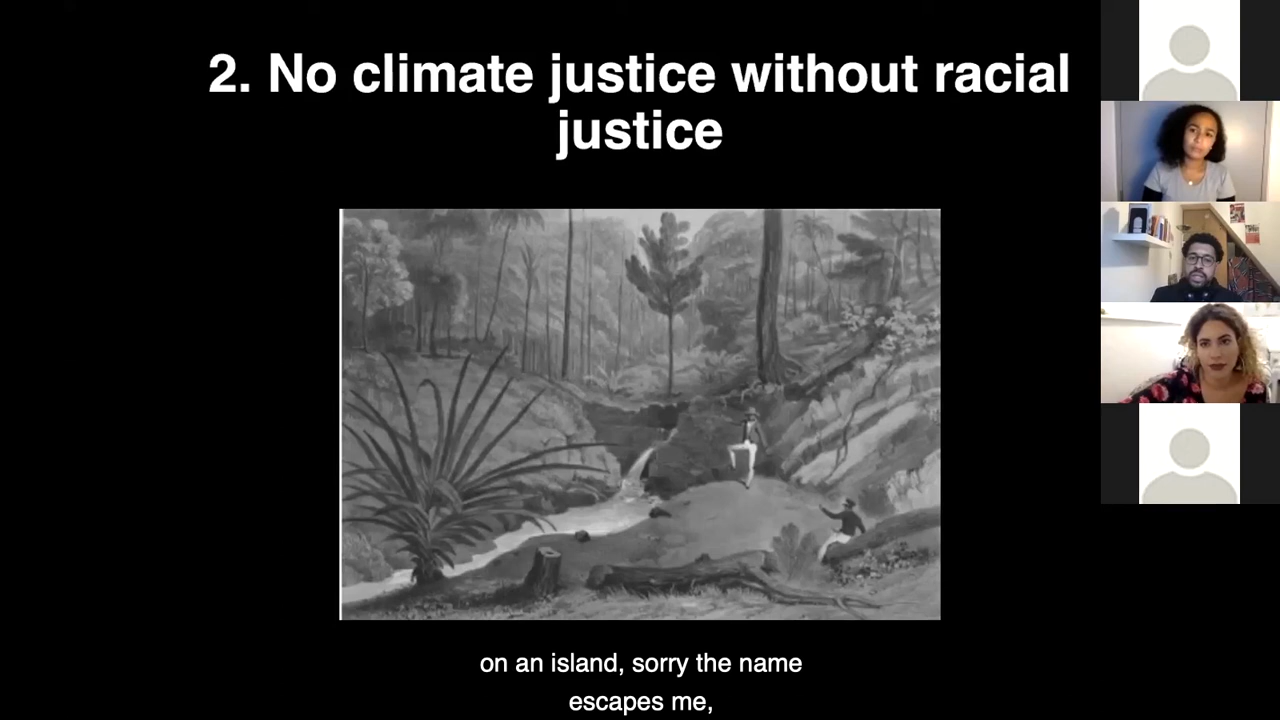 2. No climate justice without racial
justice
on an island, sorry the name
escapes me,